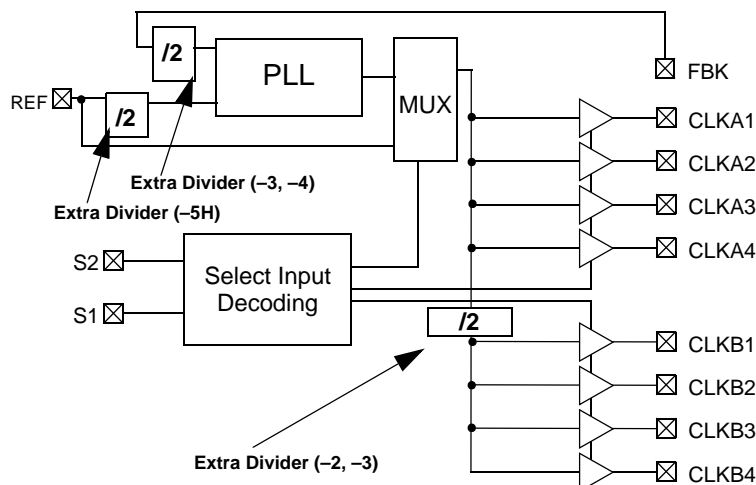 /2
PLL
FBK
REF
/2
MUX
CLKA1
CLKA2
Extra Divider (–3, –4)
CLKA3
Extra Divider (–5H)
CLKA4
S2
Select Input
Decoding
S1
/2
CLKB1
CLKB2
CLKB3
Extra Divider (–2, –3)
CLKB4